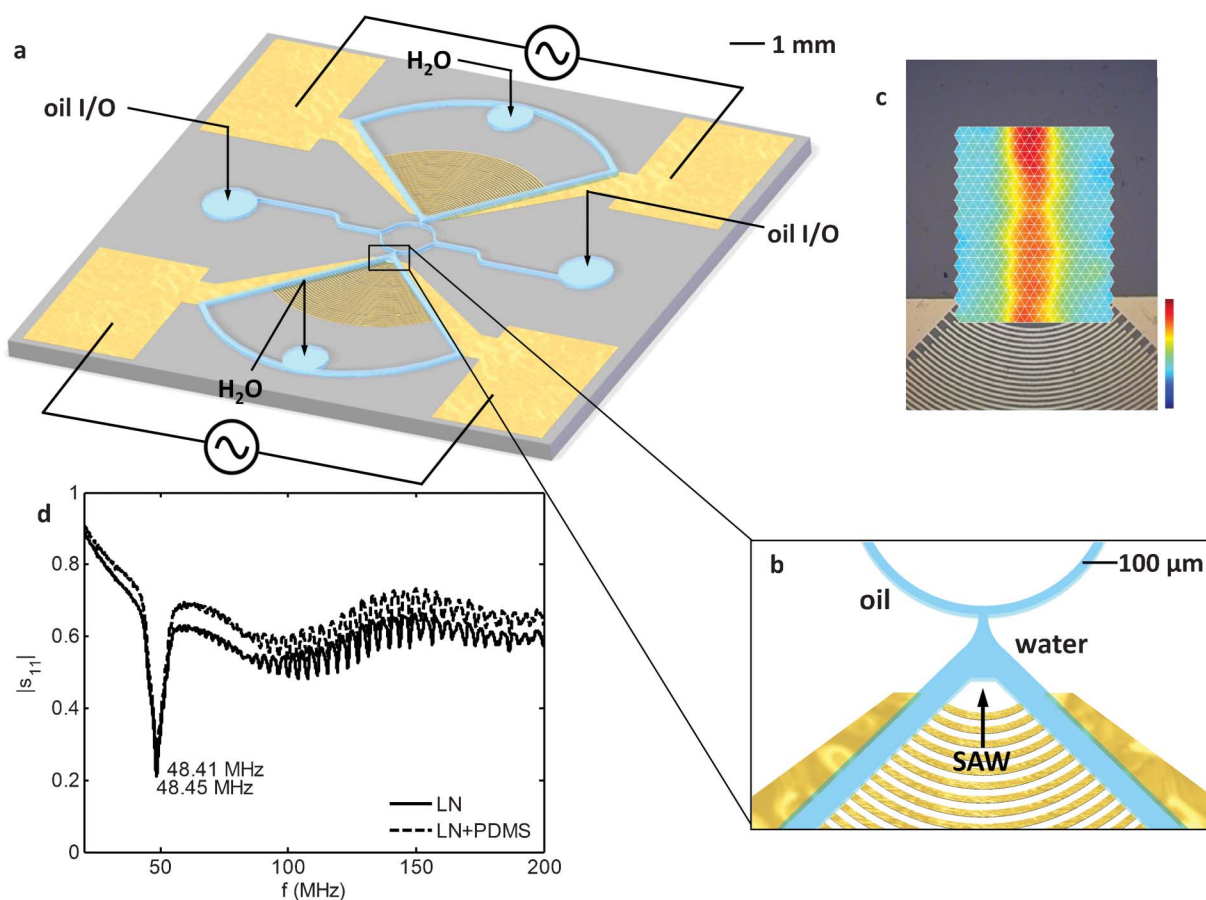 a
1 mm
H2O
oil I/O
oil I/O
H2O
c
b
100 µm
oil
water
SAW
d
1
0.8
0.6
0.4
0.2
0
|s11|
48.41 MHz
48.45 MHz
LN
LN+PDMS
50
100
150
200
f (MHz)